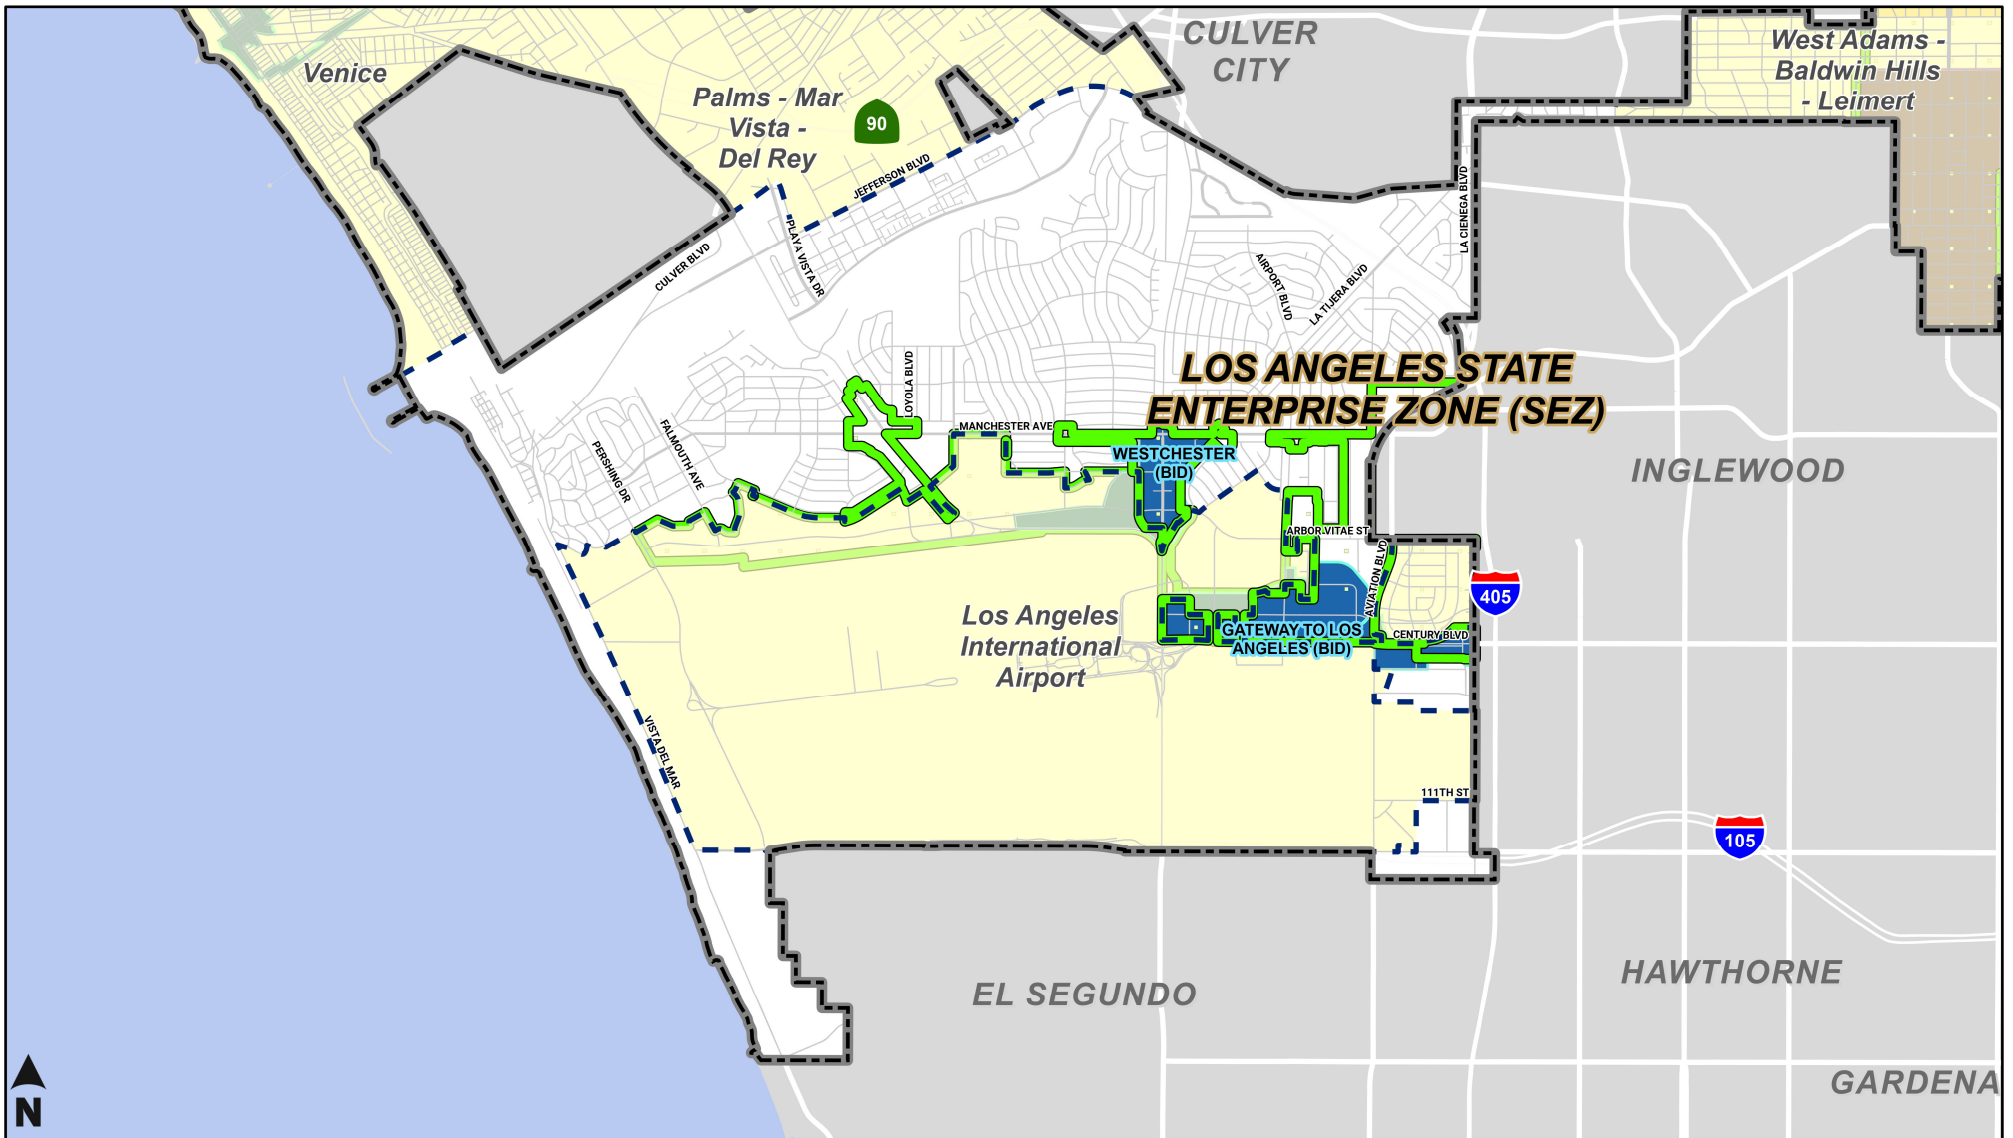 CULVER
CITY
West Adams -
Baldwin Hills
- Leimert
Venice
Palms - Mar
Vista -
Del Rey
90
JEFFERSON BLVD
LA CIENEGA BLVD
PLAYA VISTA DR
CULVER BLVD
AIRPORT BLVD
LA TIJERA BLVD
LOS ANGELES STATE
ENTERPRISE ZONE (SEZ)
LOYOLA BLVD
MANCHESTER AVE
FALMOUTH AVE
PERSHING DR
WESTCHESTER
(BID)
INGLEWOOD
ARBOR VITAE ST
AVIATION BLVD
405
Los Angeles
International
Airport
GATEWAY TO LOS
ANGELES (BID)
CENTURY BLVD
VISTA DEL MAR
111TH ST
105
EL SEGUNDO
HAWTHORNE
GARDENA
N